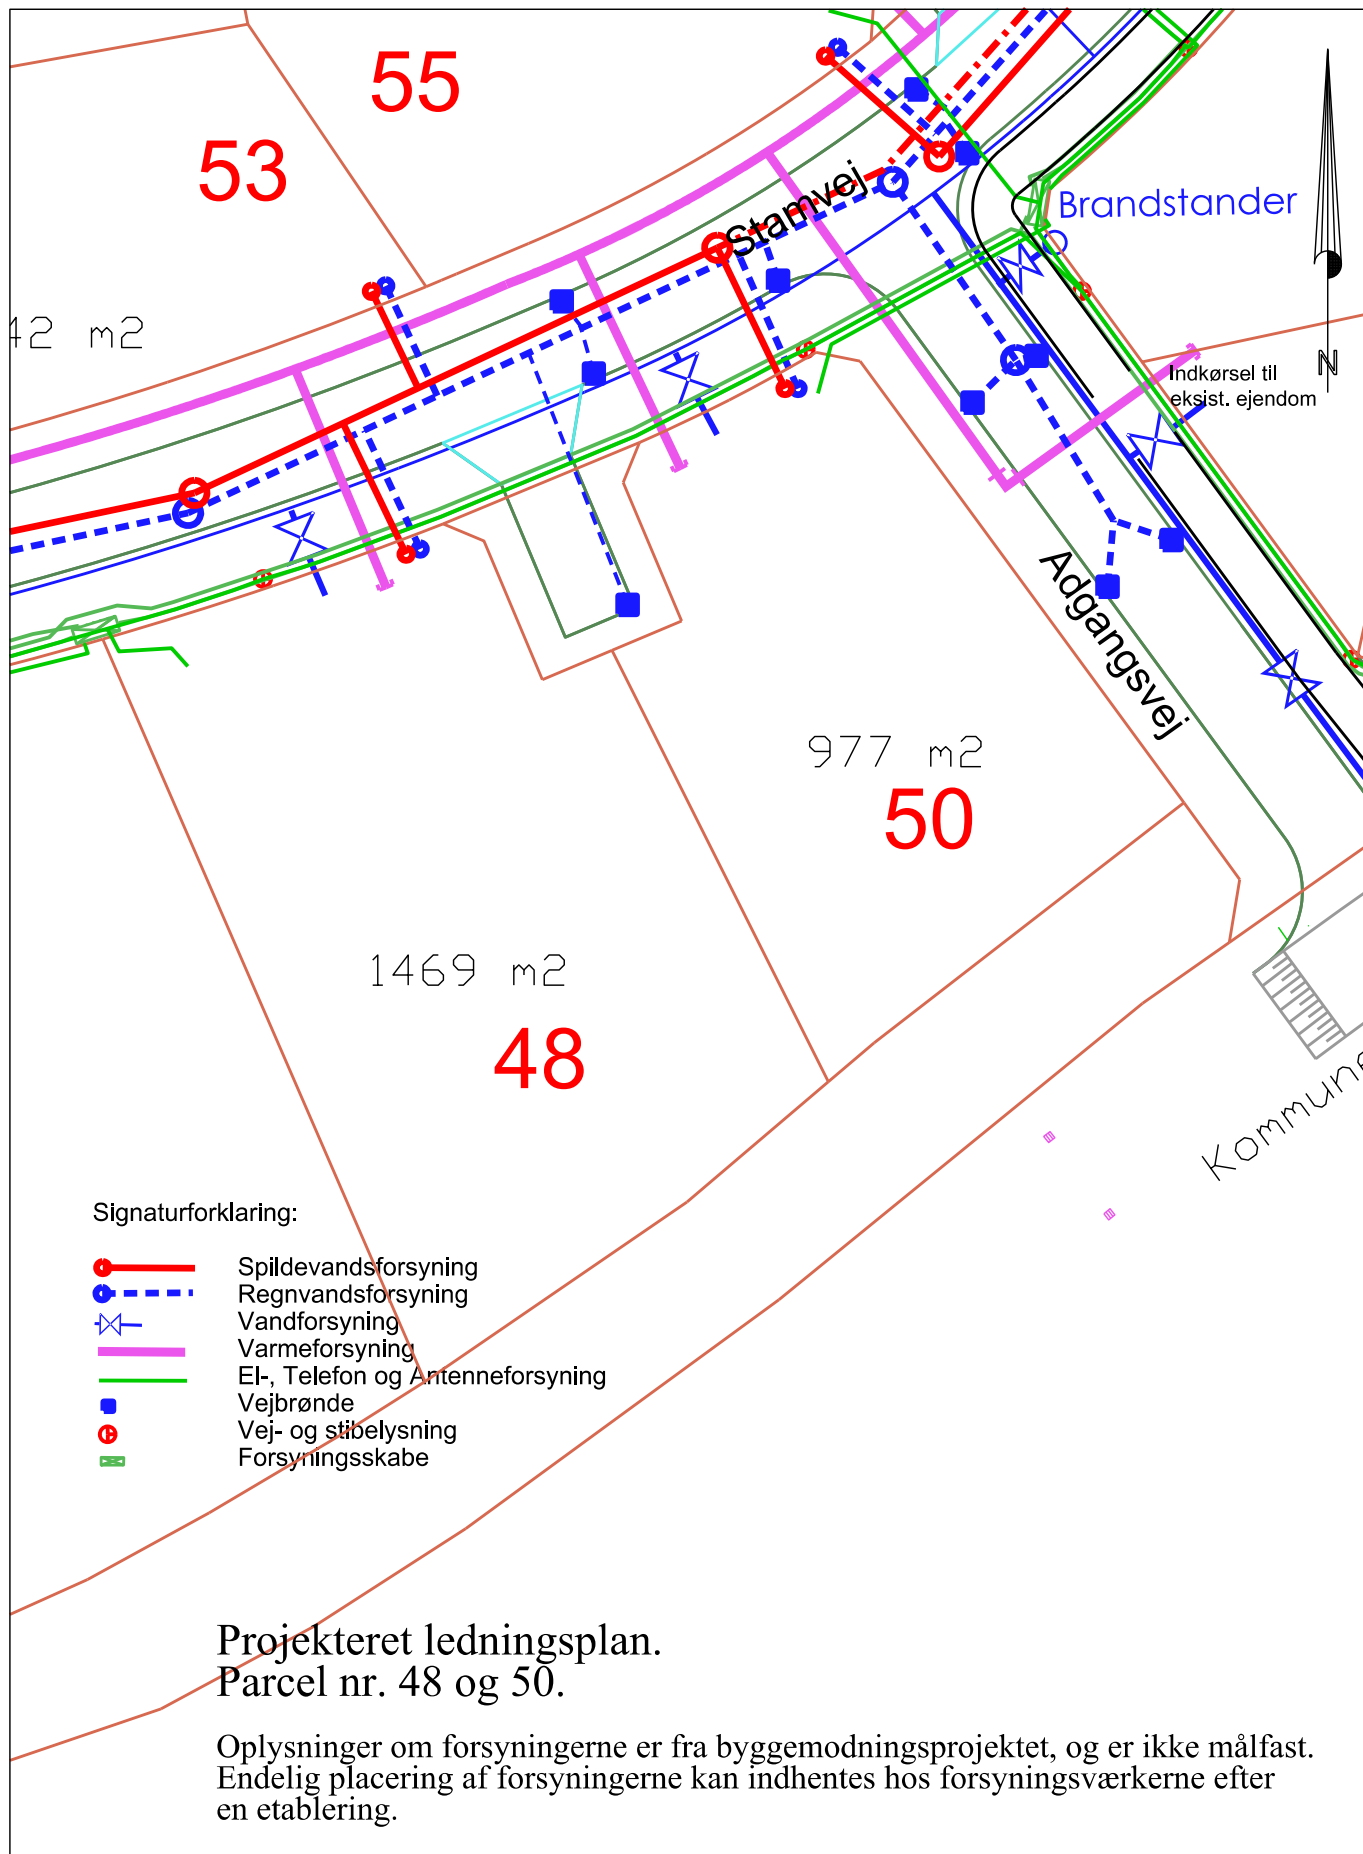 55
53
Stamvej
Brandstander
42 m2
N
Indkørsel til
eksist. ejendom
Adgangsvej
977 m2
50
1469 m2
48
Kommune
Signaturforklaring:
Spildevandsforsyning
Regnvandsforsyning
Vandforsyning
Varmeforsyning
El-, Telefon og Antenneforsyning
Vejbrønde
Vej- og stibelysning
Forsyningsskabe
Projekteret ledningsplan.
Parcel nr. 48 og 50.
Oplysninger om forsyningerne er fra byggemodningsprojektet, og er ikke målfast.
Endelig placering af forsyningerne kan indhentes hos forsyningsværkerne efter
en etablering.